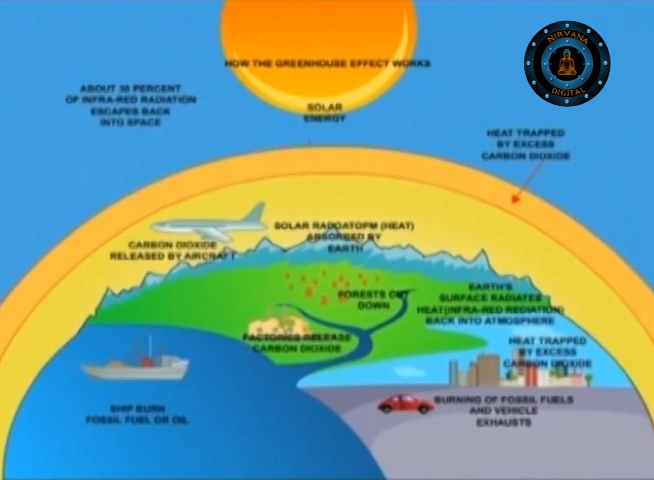 NIRVANA
DIGITAL
HOW THE GREENHOUSE EFFECT WORKS
ABOUT 30 PERCENT
OF INFRA-RED RADIATION
ESCAPES BACK
INTO SPACE
SOLAR
ENERGY
HEAT TRAPPED
BY EXCESS
CARBON DIOXIDE
CARBON DIOXIDE
RELEASED BY AIRCRAFT
SOLAR RADOATOPM (HEAT)
ABSORBED BY
EARTH
FORESTS CUT
DOWN
EARTH'S
SURFACE RADIATES
HEAT(INFRA-RED REDIATION)
BACK INTO ATMOSPHERE
FACTORICS RELEASE
CARBON DIOXIDE
HEAT TRAPPED
BY EXCESS
CARBON DIOXIDE
SHIP BURN
FOSSIL FUEL OR OIL
BURNING OF FOSSIL FUELS
AND VEHICLE
EXHAUSTS